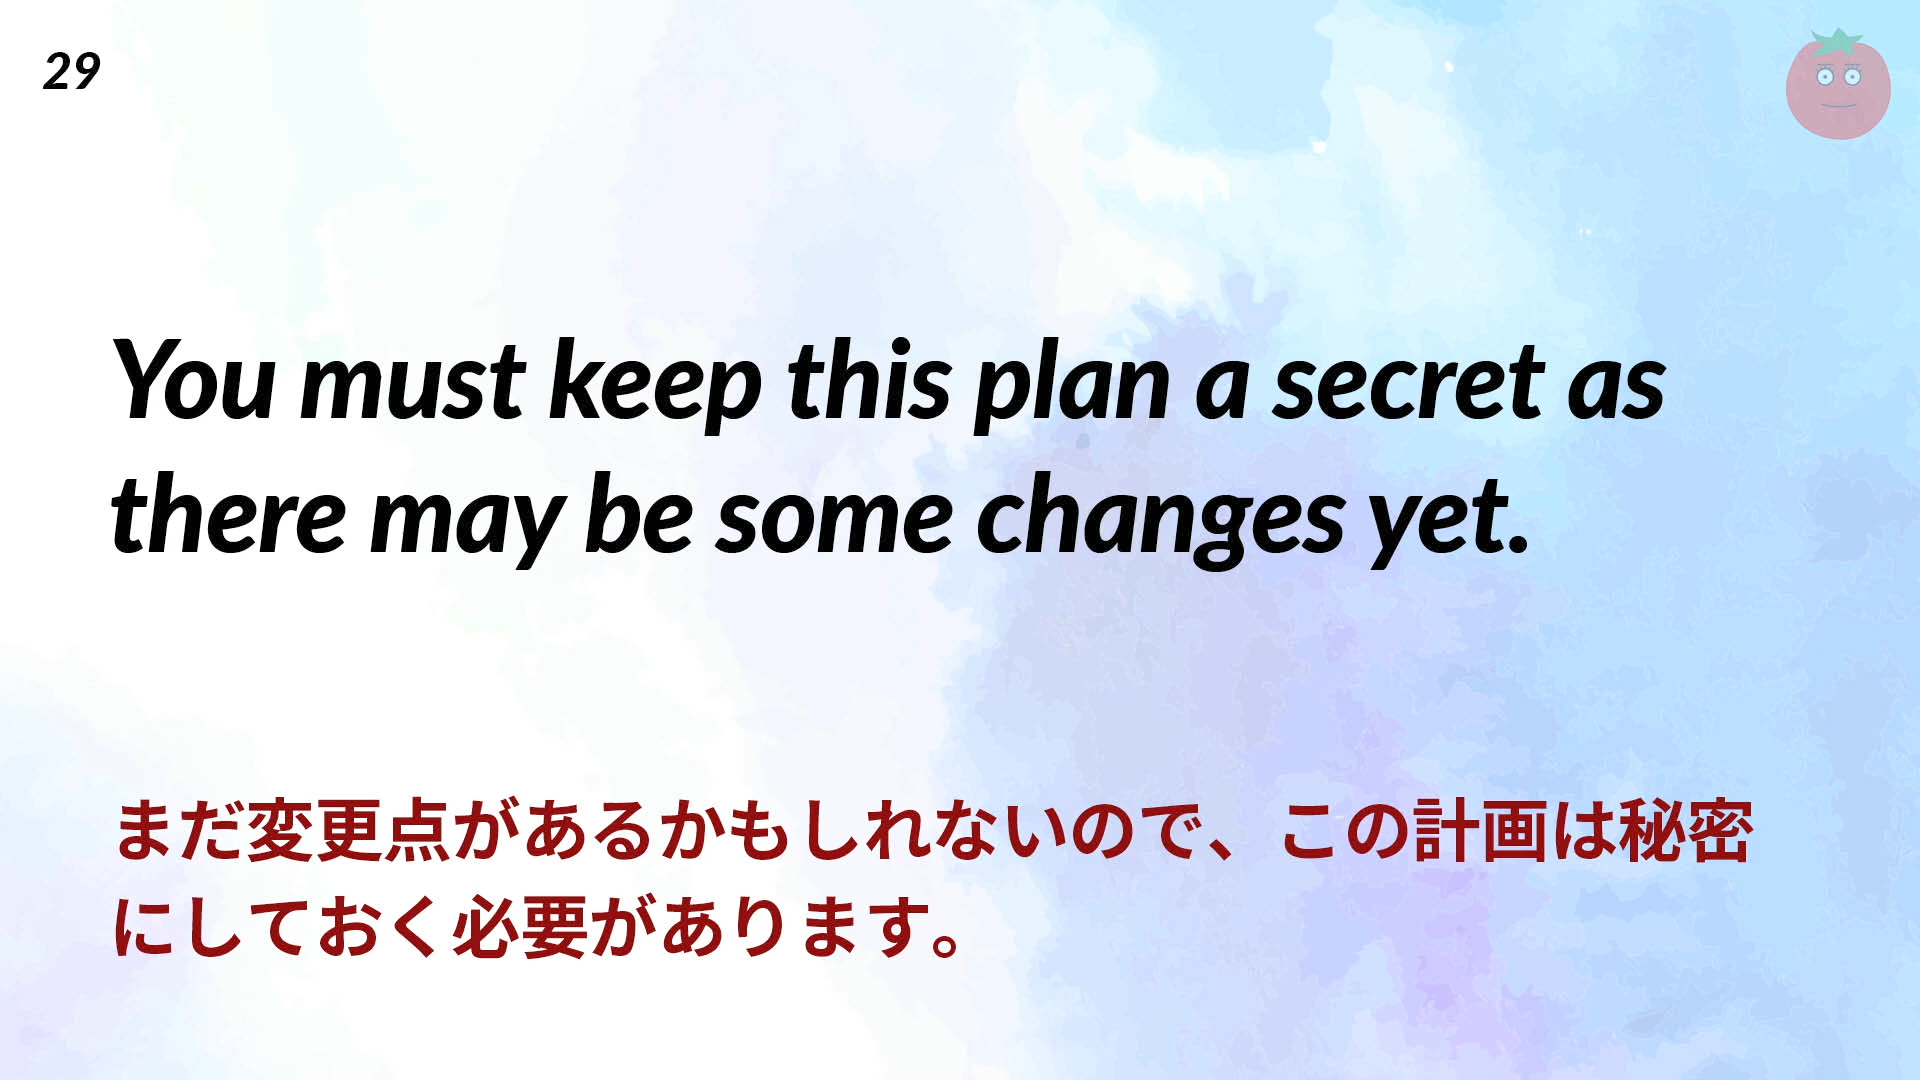 29
You must keep this plan a secret as
there may be some changes yet.
まだ変更点があるかもしれないので、この計画は秘密
にしておく必要があります。